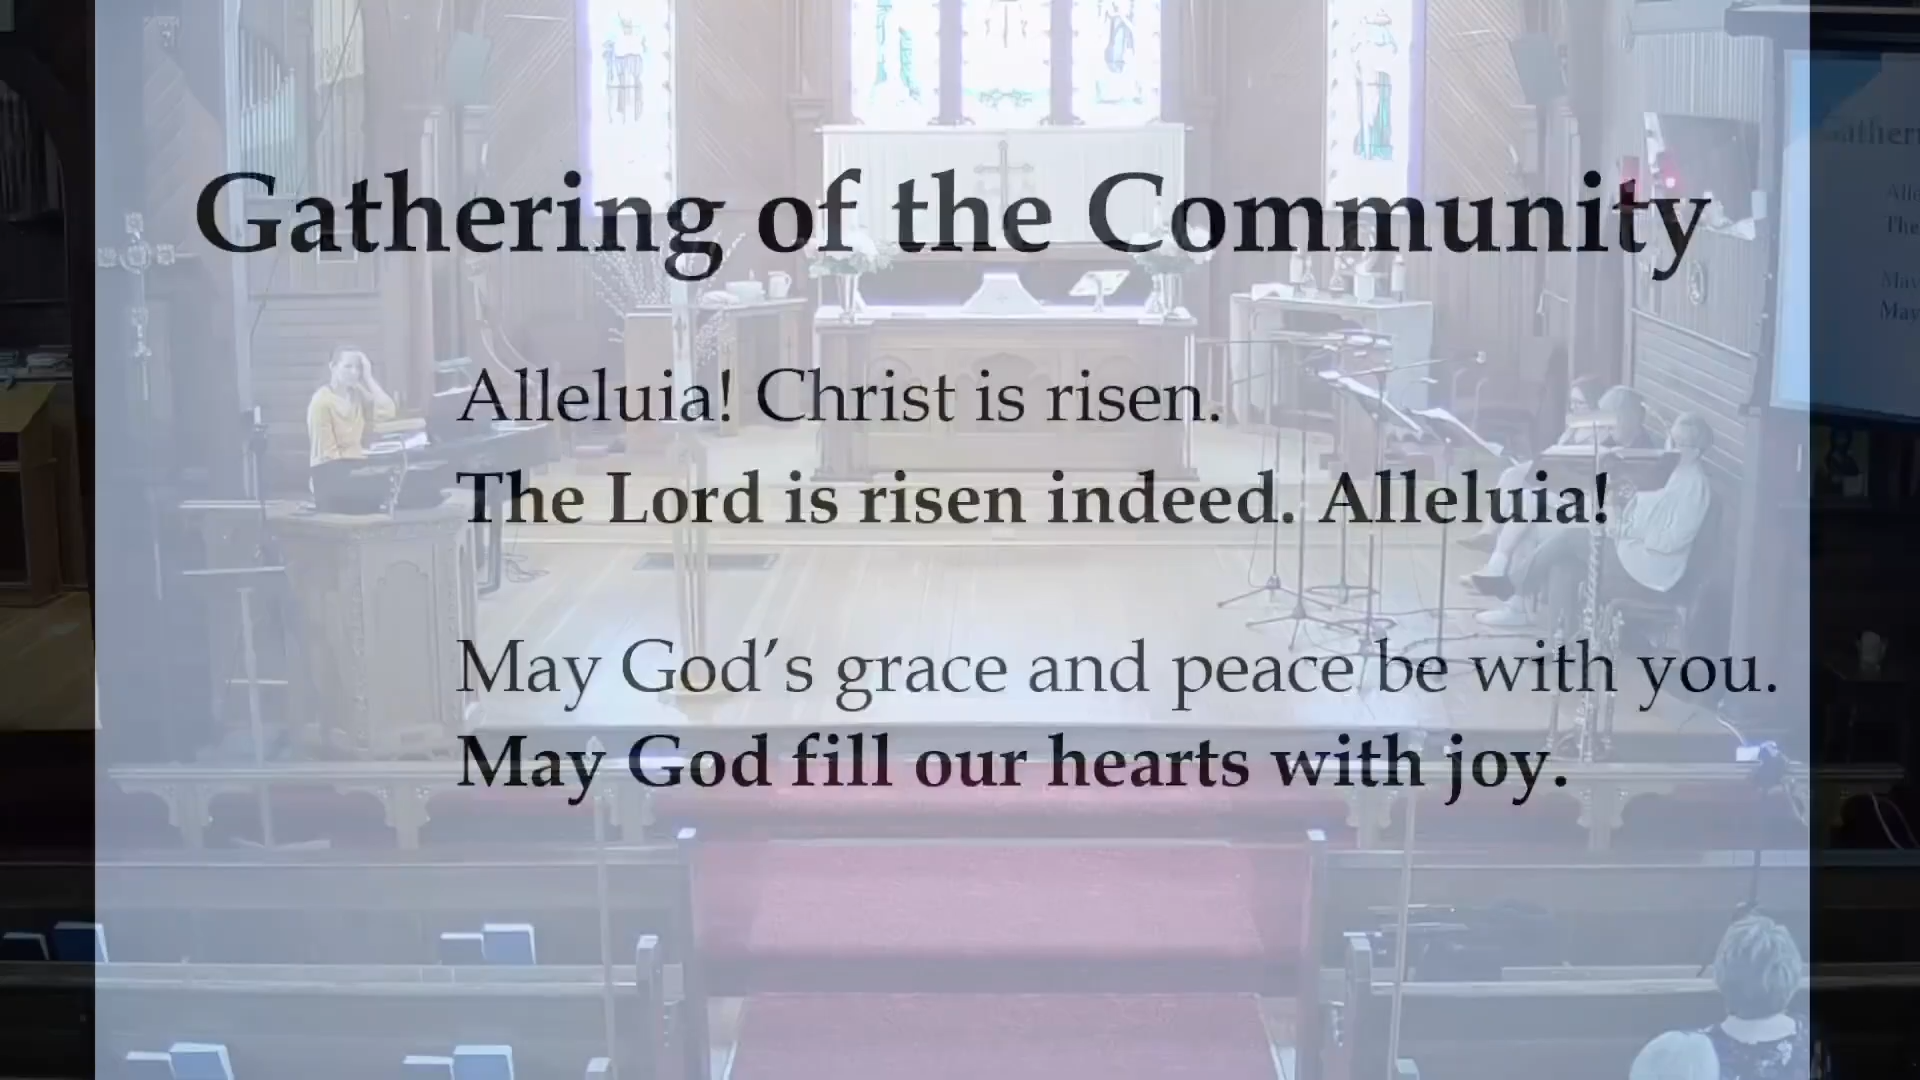 Gathering of the Community
Alleluia! Christ is risen.
The Lord is risen indeed. Alleluia!
May God's grace and peace be with you.
May God fill our hearts with joy.